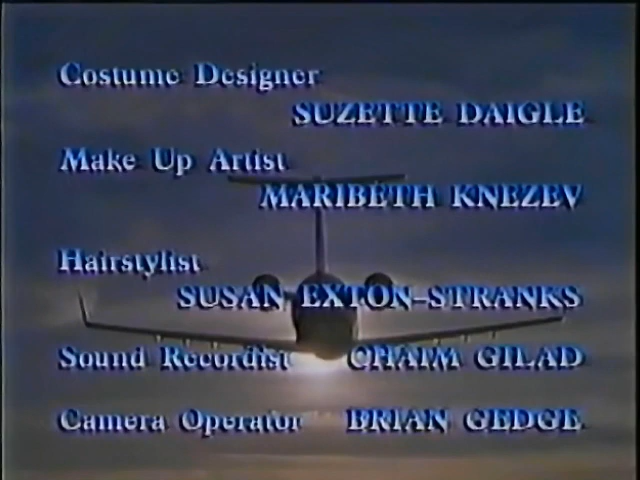 Costume Designer
SUZETTE DAIGLE
Make Up Artist
MARIBETH KNEZEV
Hairstylist
SUSAN EXTON-STRANKS
Sound Recordist CHAIM GILAD
Camera Operator BRIAN GEDGE